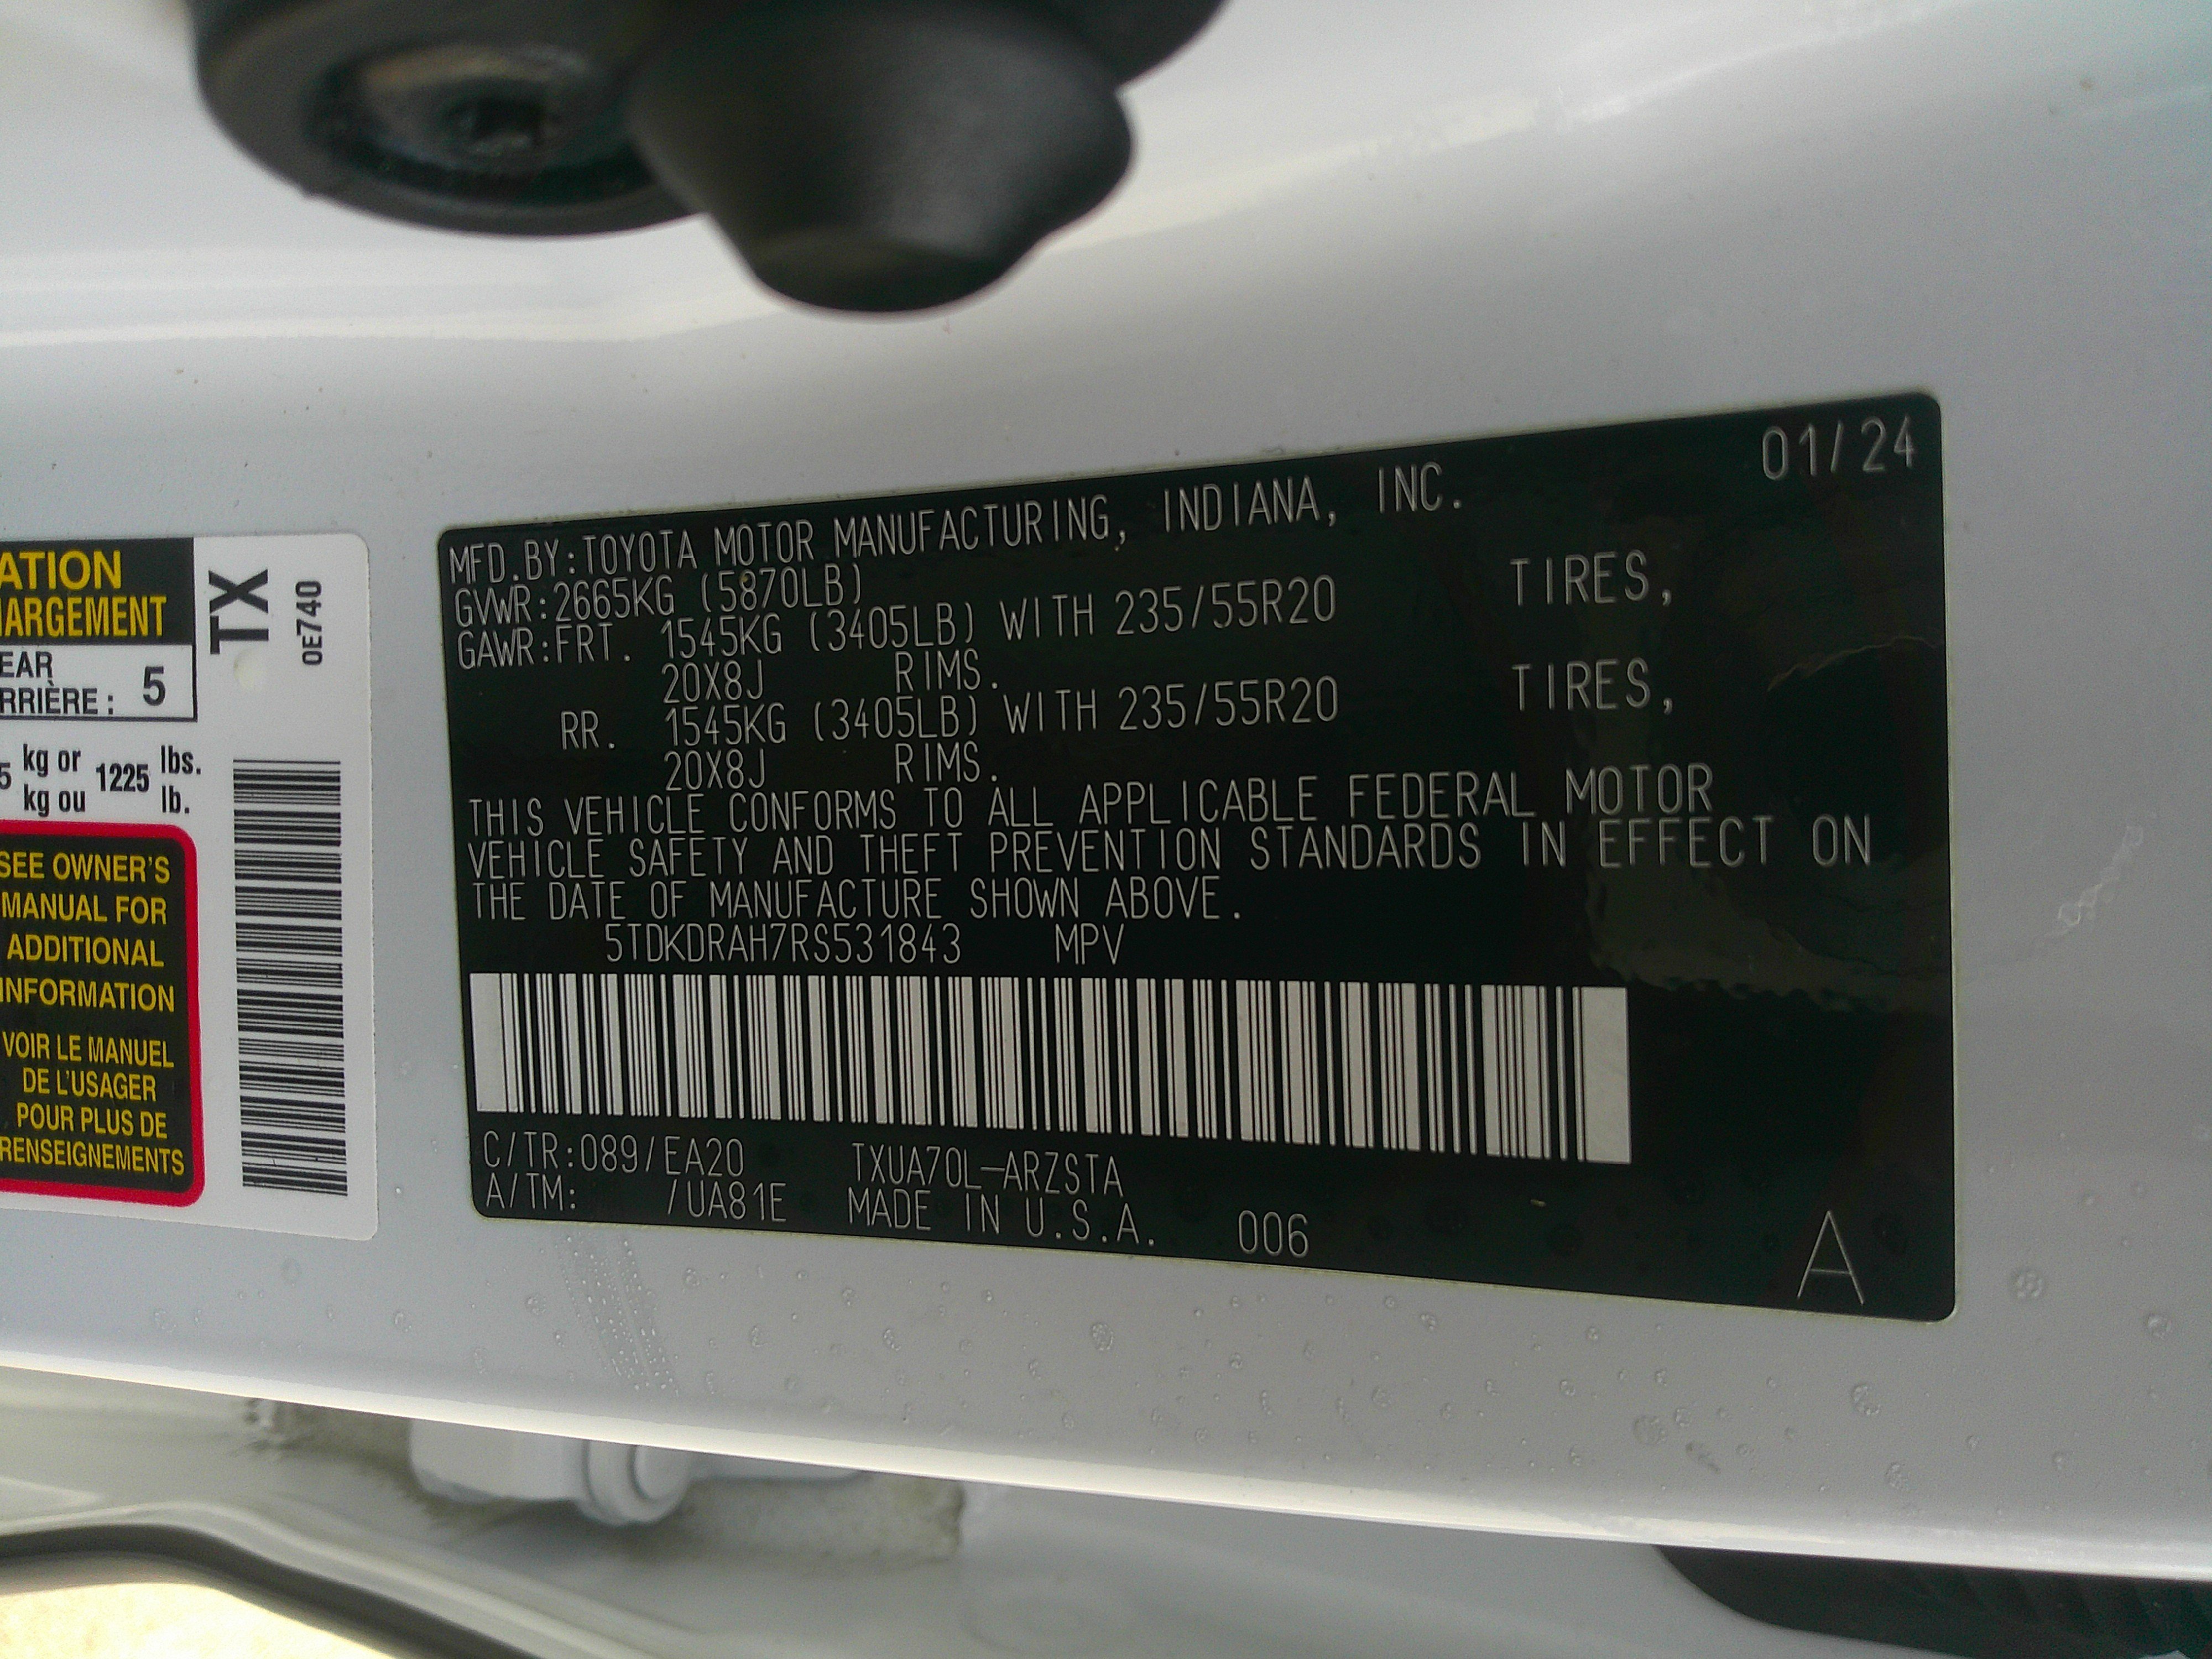 ATION
HARGEMENT
EAR
RRIÈRE : 5
5 kg or 1225 lbs.
kg ou lb.
SEE OWNER'S
MANUAL FOR
ADDITIONAL
INFORMATION
VOIR LE MANUEL
DE L'USAGER
POUR PLUS DE
RENSEIGNEMENTS
TX
0E740
01/24
MFD.BY:TOYOTA MOTOR MANUFACTURING, INDIANA, INC.
GVWR:2665KG (5870LB)
GAWR:FRT. 1545KG (3405LB) WITH 235/55R20 TIRES,
20X8J RIMS.
RR. 1545KG (3405LB) WITH 235/55R20 TIRES,
20X8J RIMS.
THIS VEHICLE CONFORMS TO ALL APPLICABLE FEDERAL MOTOR
VEHICLE SAFETY AND THEFT PREVENTION STANDARDS IN EFFECT ON
THE DATE OF MANUFACTURE SHOWN ABOVE.
5TDKDRAH7RS531843 MPV
C/TR:089/EA20 TXUA70L-ARZSTA
A/TM: /UA81E MADE IN U.S.A. 006
A